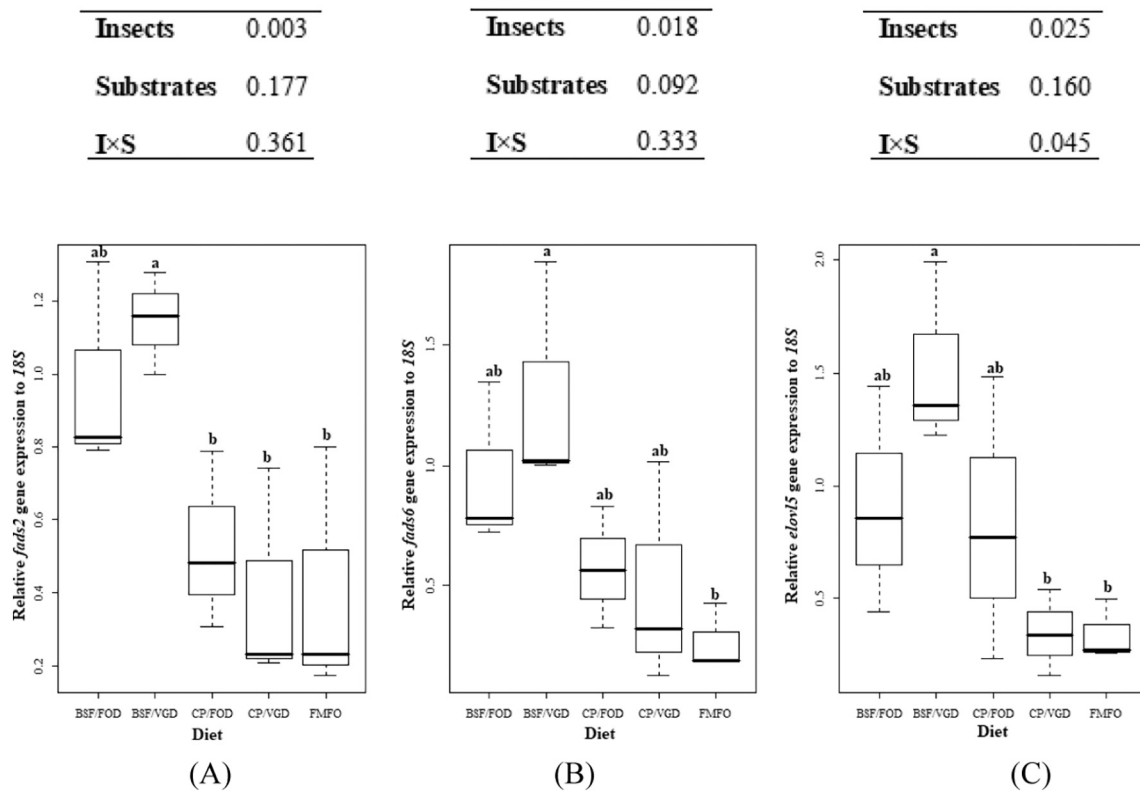 Insects 0.003
Substrates 0.177
I×S 0.361
Insects 0.018
Substrates 0.092
I×S 0.333
Insects 0.025
Substrates 0.160
I×S 0.045
Relative fads2 gene expression to 18S
1.2
1.0
0.8
0.6
0.4
0.2
ab
a
b
b
b
BSF/FOD BSF/VGD CP/FOD CP/VGD FMFO
Diet
(A)
Relative fads6 gene expression to 18S
1.5
1.0
0.5
ab
a
ab
ab
b
BSF/FOD BSF/VGD CP/FOD CP/VGD FMFO
Diet
(B)
Relative elovl5 gene expression to 18S
2.0
1.5
1.0
0.5
ab
a
ab
b
b
BSF/FOD BSF/VGD CP/FOD CP/VGD FMFO
Diet
(C)